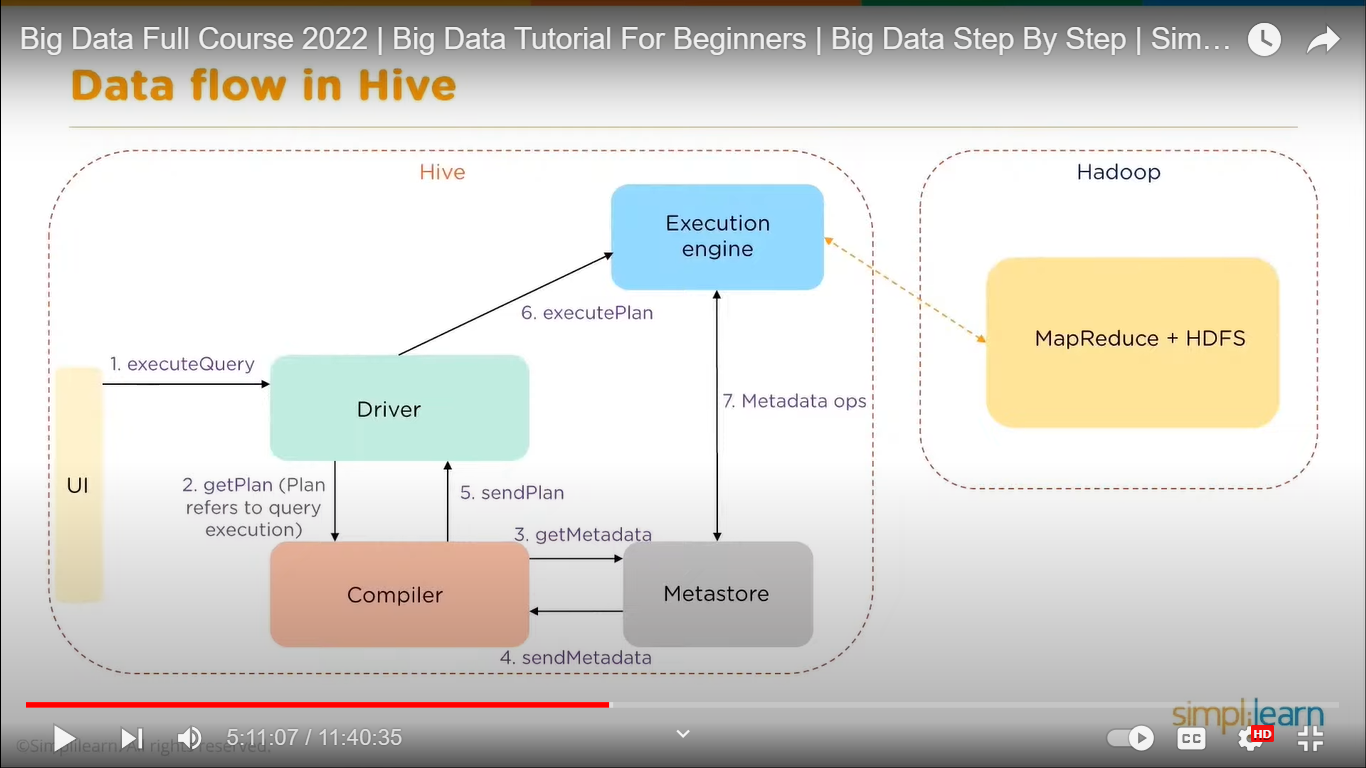 Big Data Full Course 2022 | Big Data Tutorial For Beginners | Big Data Step By Step | Sim...
Data flow in Hive
Hive
Hadoop
Execution
engine
6. executePlan
MapReduce + HDFS
1. executeQuery
Driver
7. Metadata ops
UI
2. getPlan (Plan
refers to query
execution)
5. sendPlan
3. getMetadata
Compiler
Metastore
4. sendMetadata
simplilearn
©Simplilearn. All rights reserved.
5:11:07 / 11:40:35
CC
HD